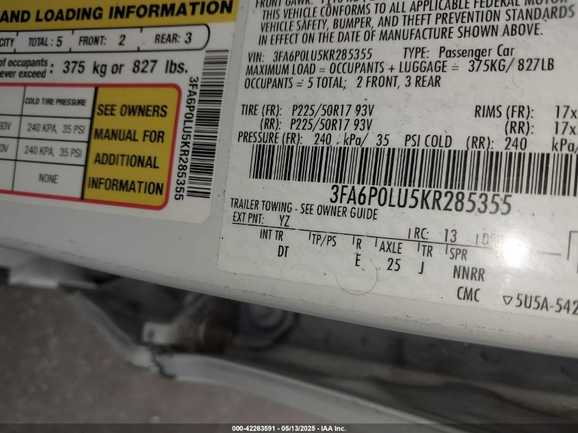 AND LOADING INFORMATION
CITY TOTAL: 5 FRONT: 2 REAR: 3
of occupants
never exceed: 375 kg or 827 lbs.
COLD TIRE PRESSURE
240 KPA, 35 PSI
240 KPA, 35 PSI
NONE
SEE OWNERS
MANUAL FOR
ADDITIONAL
INFORMATION
3FA6P0LU5KR285355
FRONT GAWR:
THIS VEHICLE CONFORMS TO ALL APPLICABLE FEDERAL MOTOR
VEHICLE SAFETY, BUMPER, AND THEFT PREVENTION STANDARDS
IN EFFECT ON THE DATE OF MANUFACTURE SHOWN ABOVE.
VIN: 3FA6P0LU5KR285355 TYPE: Passenger Car
MAXIMUM LOAD = OCCUPANTS + LUGGAGE = 375KG/827LB
OCCUPANTS = 5 TOTAL; 2 FRONT, 3 REAR
TIRE (FR): P225/50R17 93V RIMS (FR): 17x
(RR): P225/50R17 93V (RR): 17x
PRESSURE (FR): 240 kPa/ 35 PSI COLD (RR): 240 kPa
3FA6P0LU5KR285355
TRAILER TOWING - SEE OWNER GUIDE
EXT PNT: YZ RC: 13
INT TR TP/PS R AXLE TR SPR
DT E 25 J NNRR
CMC 5U5A-542
000-42263591 - 05/13/2025 - IAA Inc.